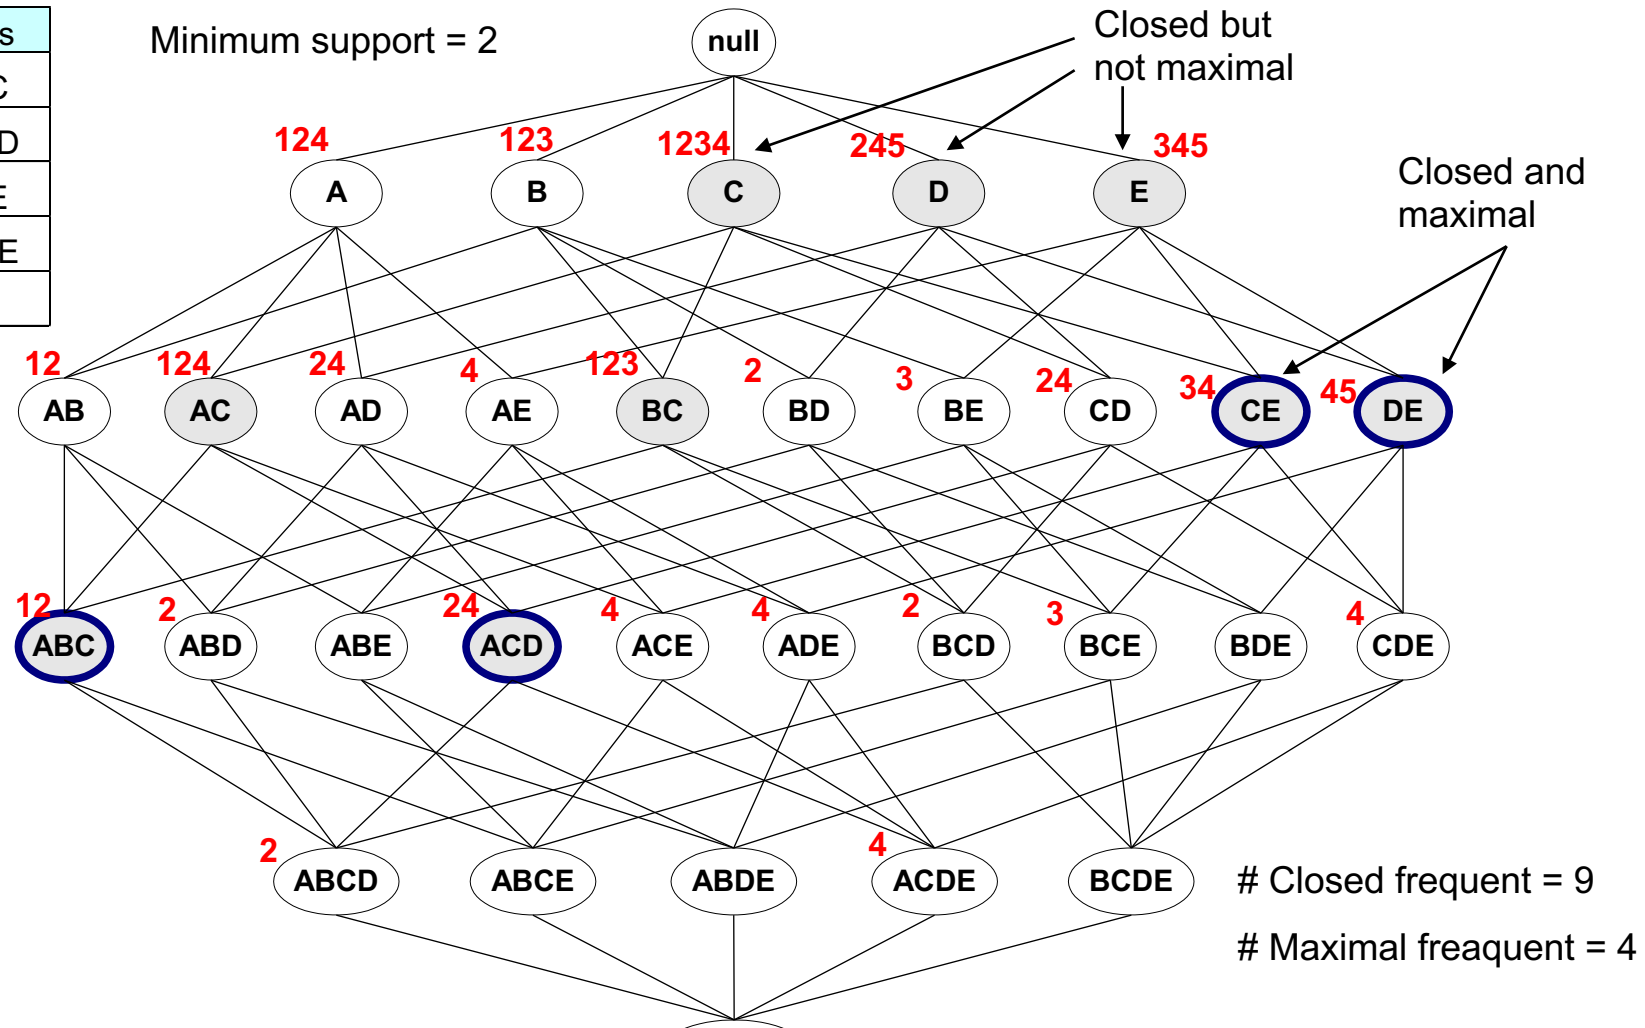 s
C
D
E
E
Minimum support = 2
null
Closed but
not maximal
124
123
1234
245
345
A
B
C
D
E
Closed and
maximal
12
124
24
4
123
2
3
24
34
45
AB
AC
AD
AE
BC
BD
BE
CD
CE
DE
12
2
24
4
4
2
3
4
ABC
ABD
ABE
ACD
ACE
ADE
BCD
BCE
BDE
CDE
2
4
ABCD
ABCE
ABDE
ACDE
BCDE
# Closed frequent = 9
# Maximal freaquent = 4